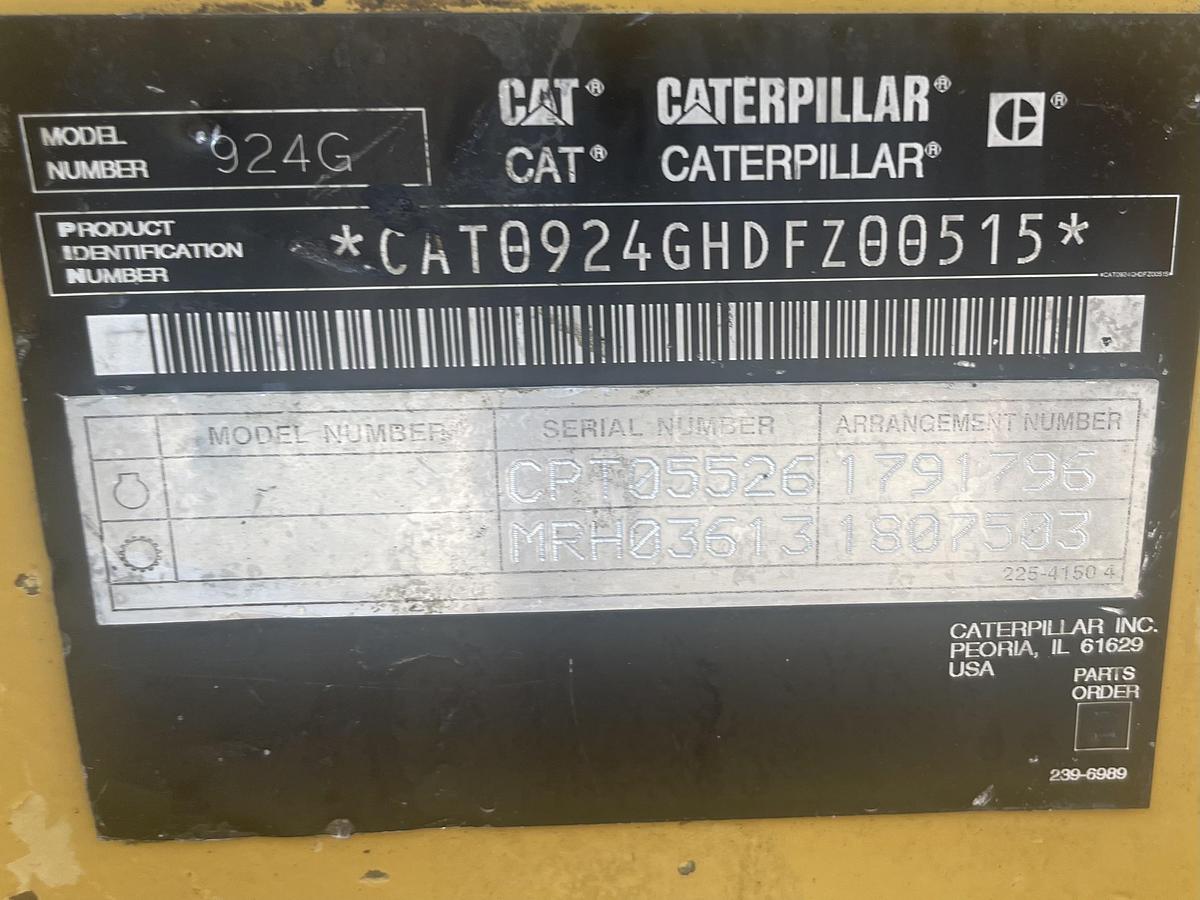 CAT® CATERPILLAR® C®
MODEL NUMBER 924G
CAT® CATERPILLAR®
PRODUCT IDENTIFICATION NUMBER *CAT0924GHDFZ00515*
*CAT0924GHDFZ00515
MODEL NUMBER SERIAL NUMBER ARRANGEMENT NUMBER
CPT05526 1791796
MRH03613 1807503
225-4150 4
CATERPILLAR INC.
PEORIA, IL 61629
USA
PARTS
ORDER
239-6989